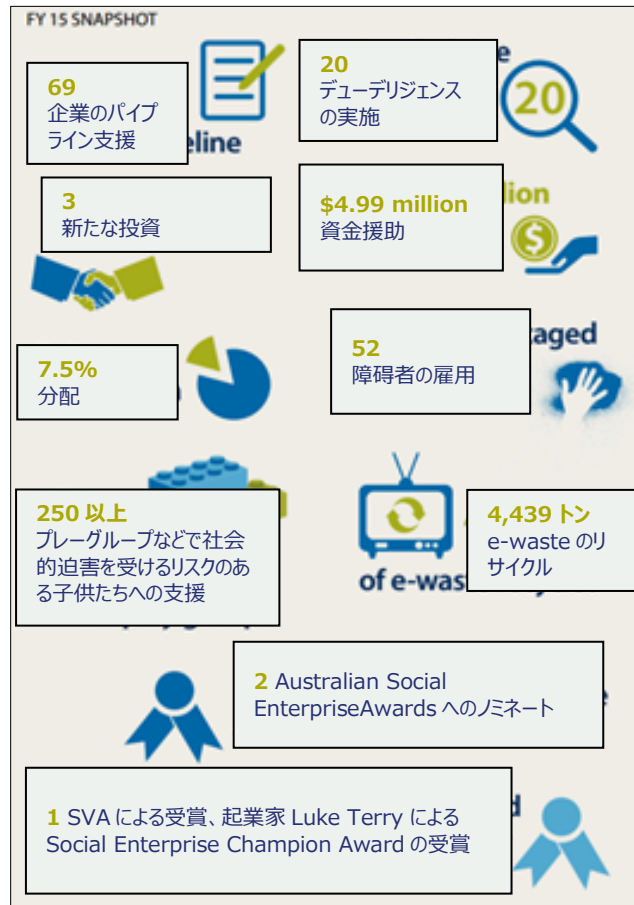 FY 15 SNAPSHOT
69
企業のパイプ
ライン支援
eline
20
デューデリジェンス
の実施
e
20
3
新たな投資
$4.99 million
資金援助
lion
7.5%
分配
52
障碍者の雇用
taged
250 以上
プレーグループなどで社会
的迫害を受けるリスクのあ
る子供たちへの支援
4,439 トン
e-waste のリ
サイクル
of e-was
2 Australian Social
EnterpriseAwards へのノミネート
e
1 SVA による受賞、起業家 Luke Terry による
Social Enterprise Champion Award の受賞
d